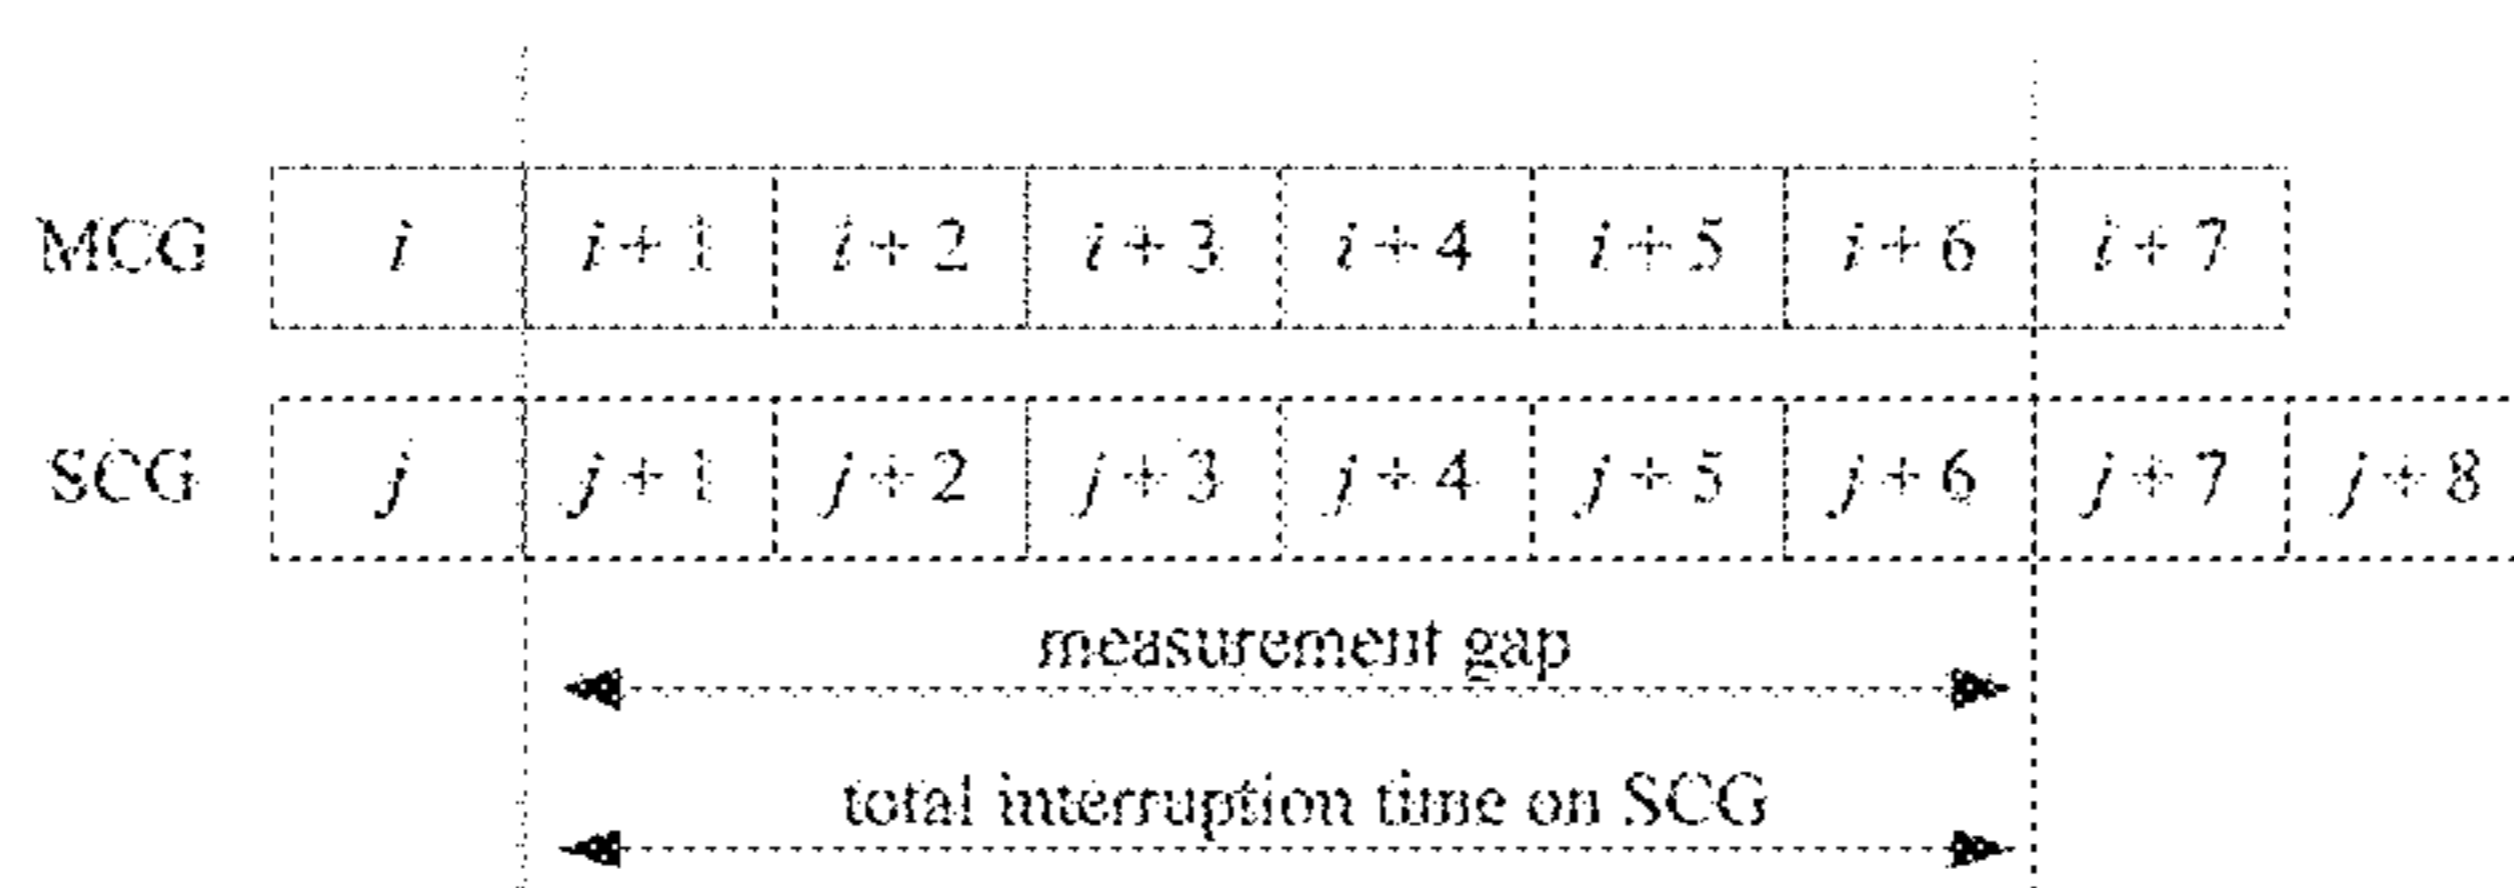 MCG i i + 1 i + 2 i + 3 i + 4 i + 5 i + 6 i + 7
SCG j j + 1 j + 2 j + 3 j + 4 j + 5 j + 6 j + 7 j + 8
measurement gap
total interruption time on SCG